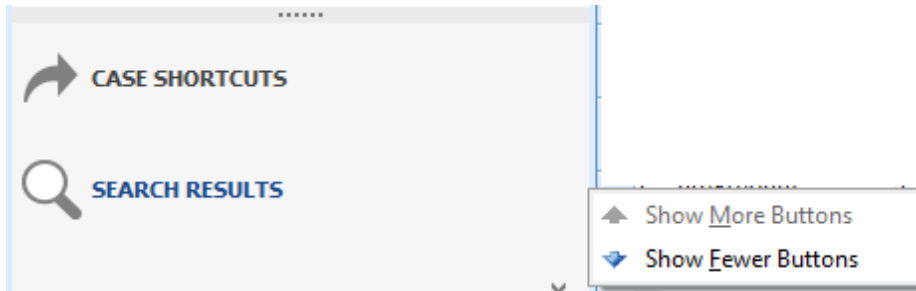 CASE SHORTCUTS
SEARCH RESULTS
Show More Buttons
Show Fewer Buttons